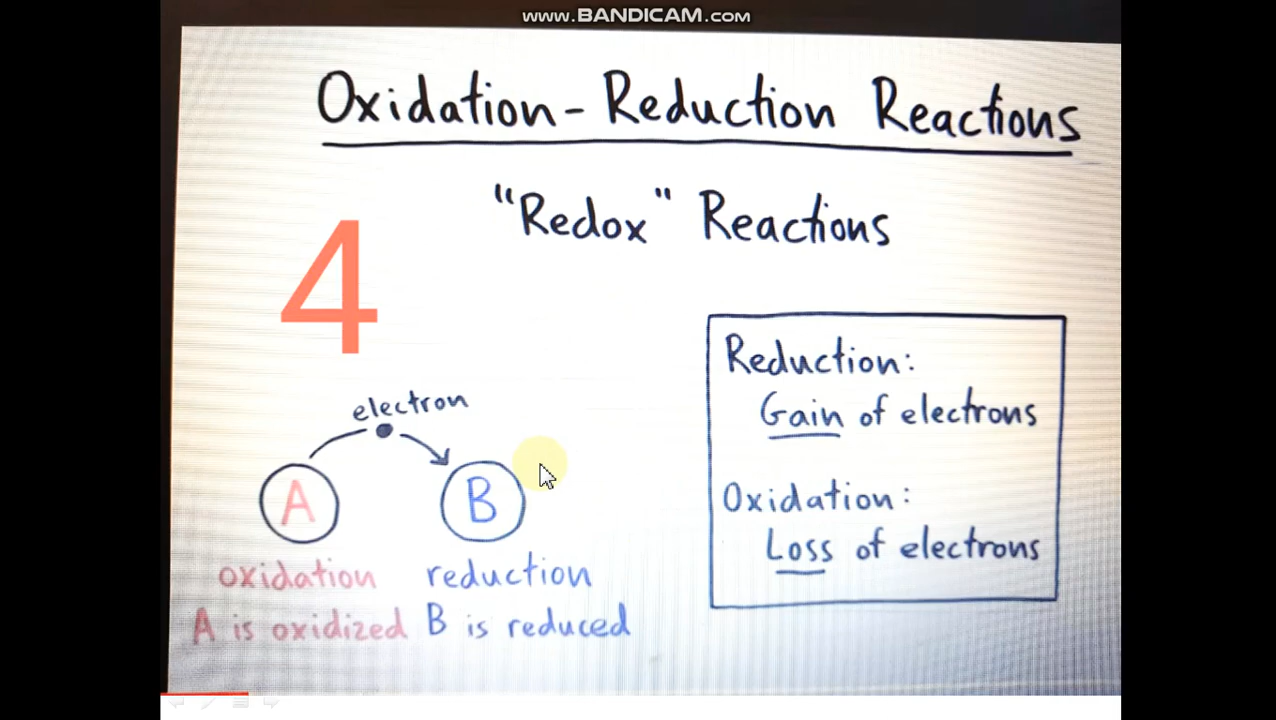 www.BANDICAM.com
Oxidation-Reduction Reactions
"Redox" Reactions
4
electron
A
B
oxidation
reduction
A is oxidized
B is reduced
Reduction:
Gain of electrons
Oxidation:
Loss of electrons